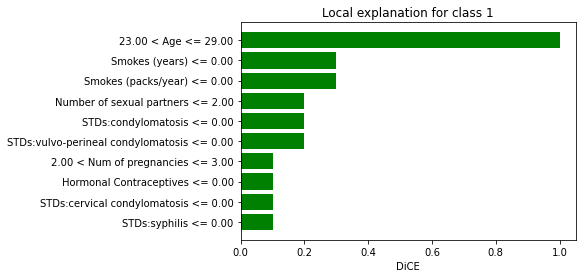 Local explanation for class 1
23.00 < Age <= 29.00
Smokes (years) <= 0.00
Smokes (packs/year) <= 0.00
Number of sexual partners <= 2.00
STDs:condylomatosis <= 0.00
STDs:vulvo-perineal condylomatosis <= 0.00
2.00 < Num of pregnancies <= 3.00
Hormonal Contraceptives <= 0.00
STDs:cervical condylomatosis <= 0.00
STDs:syphilis <= 0.00
0.0 0.2 0.4 0.6 0.8 1.0
DiCE